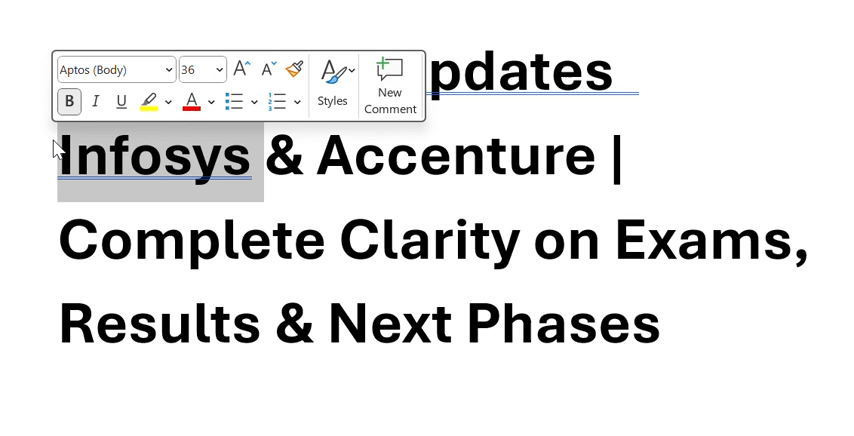 Aptos (Body) 36
B I U
Styles
New
Comment
pdates
Infosys & Accenture |
Complete Clarity on Exams,
Results & Next Phases